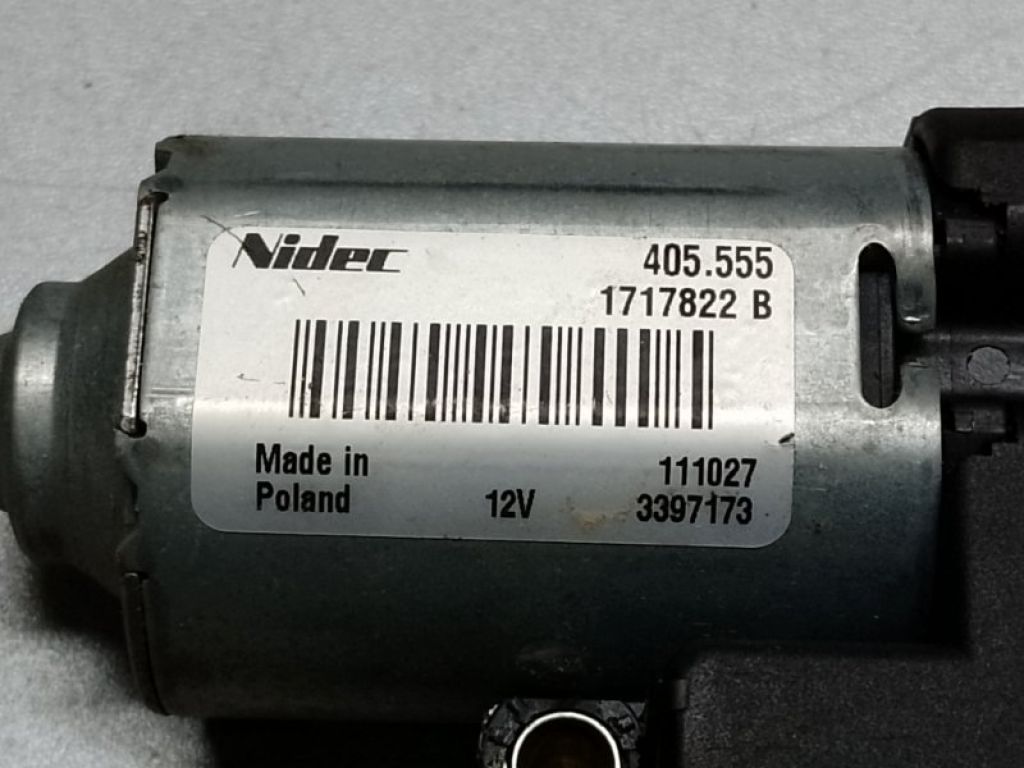 Nidec 405.555
1717822 B
Made in 111027
Poland 12V 3397173